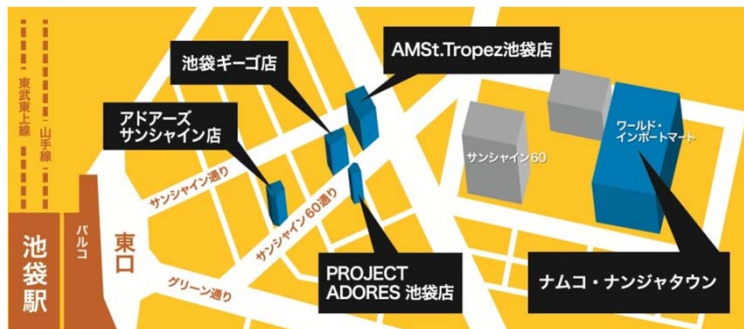 AMSt.Tropez池袋店
池袋ギーゴ店
アドアーズ
サンシャイン店
東武東上線
山手線
サンシャイン60
ワールド・
インポートマート
サンシャイン通り
サンシャイン60通り
グリーン通り
池袋駅
パルコ
東口
PROJECT
ADORES 池袋店
ナムコ・ナンジャタウン